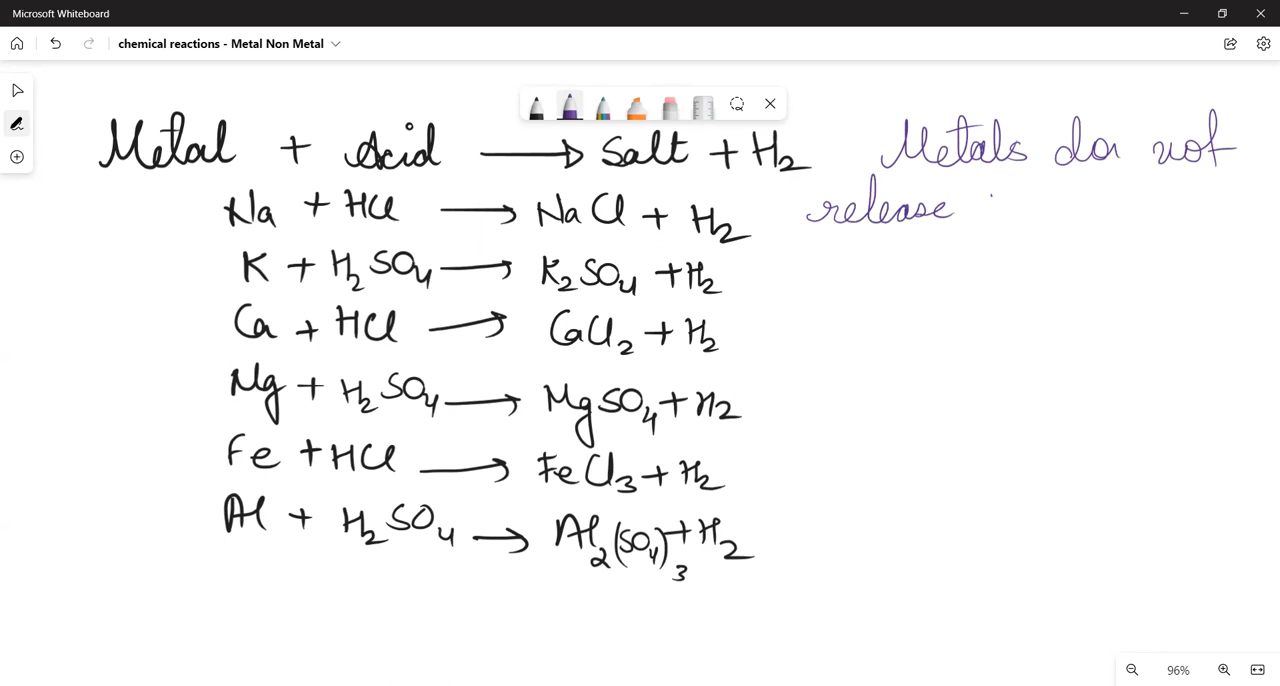 Microsoft Whiteboard
chemical reactions - Metal Non Metal
Metal + Acid → Salt + H₂
Na + HCl → NaCl + H₂
K + H₂SO₄ → K₂SO₄ + H₂
Ca + HCl → CaCl₂ + H₂
Mg + H₂SO₄ → MgSO₄ + H₂
Fe + HCl → FeCl₃ + H₂
Al + H₂SO₄ → Al₂(SO₄)₃ + H₂
Metals do not
release
96%